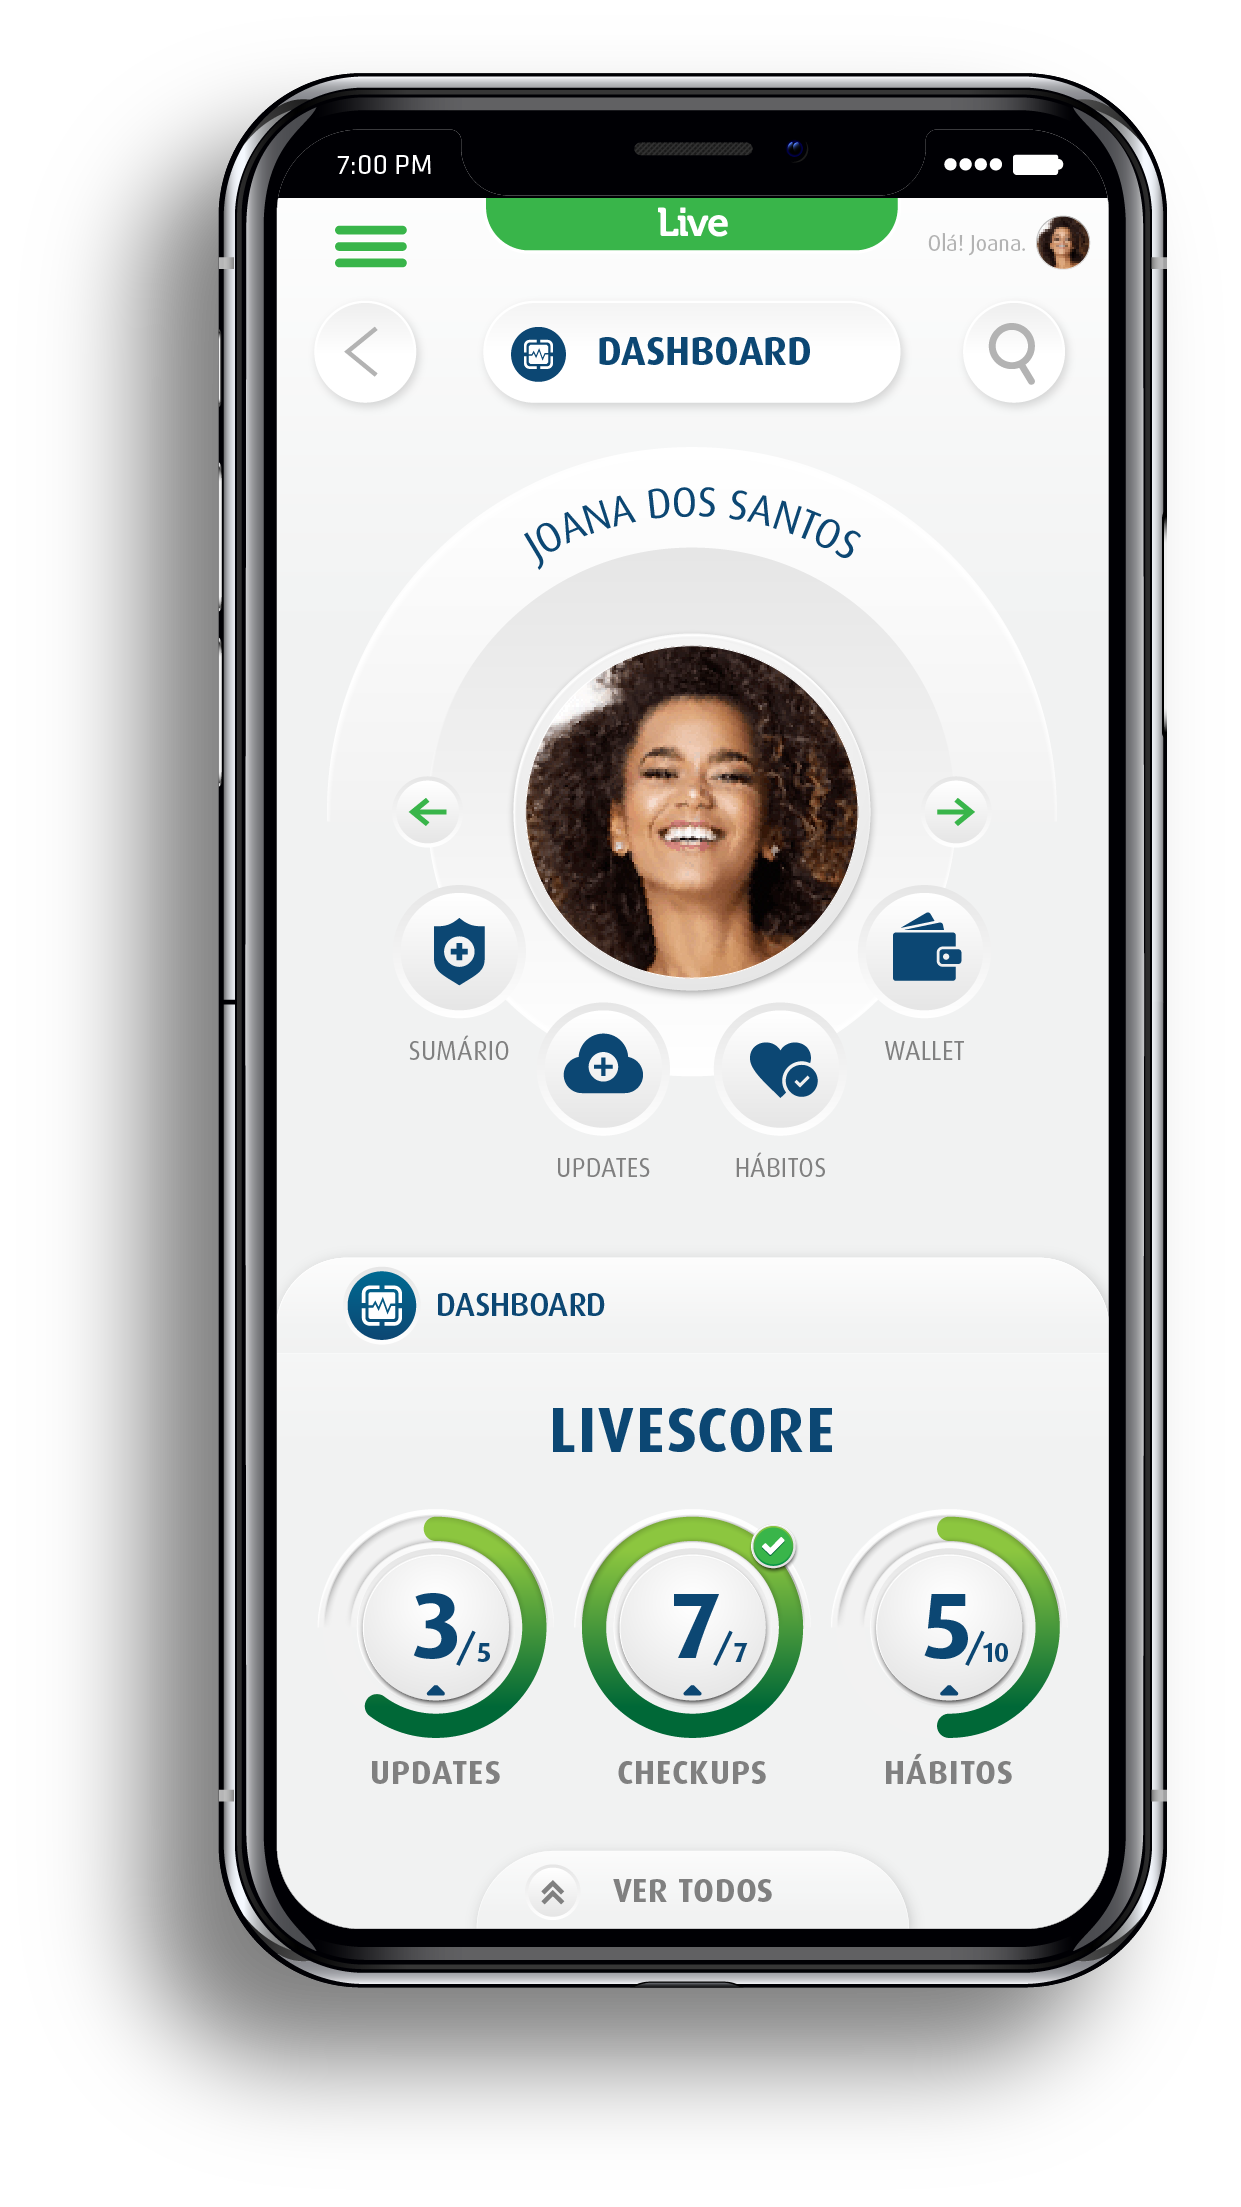 7:00 PM
Live
Olá! Joana.
DASHBOARD
JOANA DOS SANTOS
SUMÁRIO
WALLET
UPDATES
HÁBITOS
DASHBOARD
LIVESCORE
3/5
7/7
5/10
UPDATES
CHECKUPS
HÁBITOS
VER TODOS